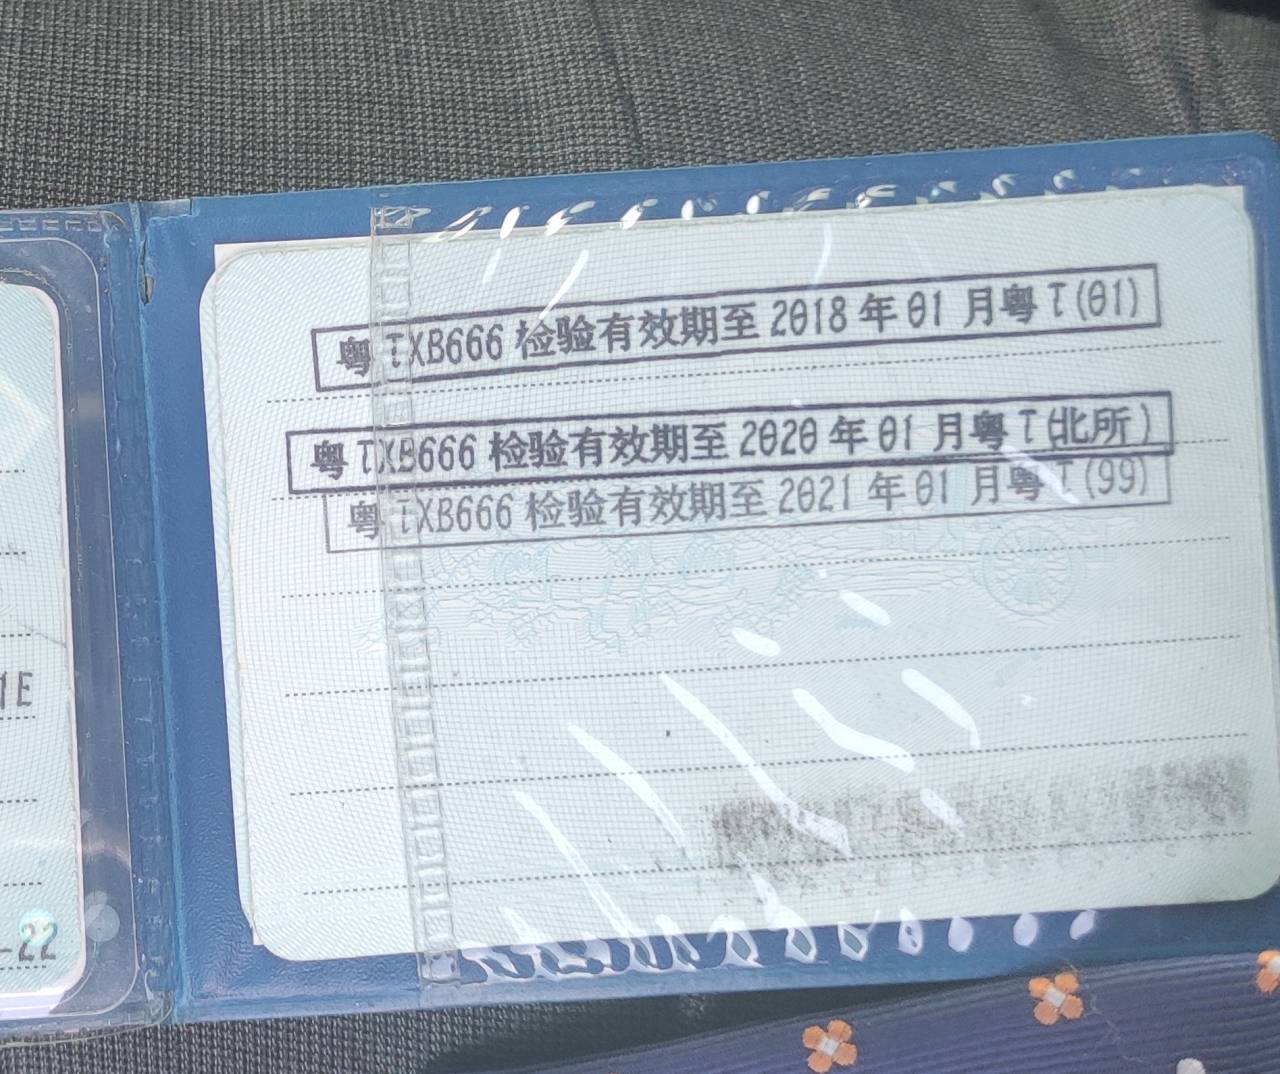 粤TXB666 检验有效期至 2018 年 01 月粤 T(01)
粤TXB666 检验有效期至 2020 年 01 月粤 T(北所)
粤TXB666 检验有效期至 2021 年 01 月粤 T(99)
1E
-22